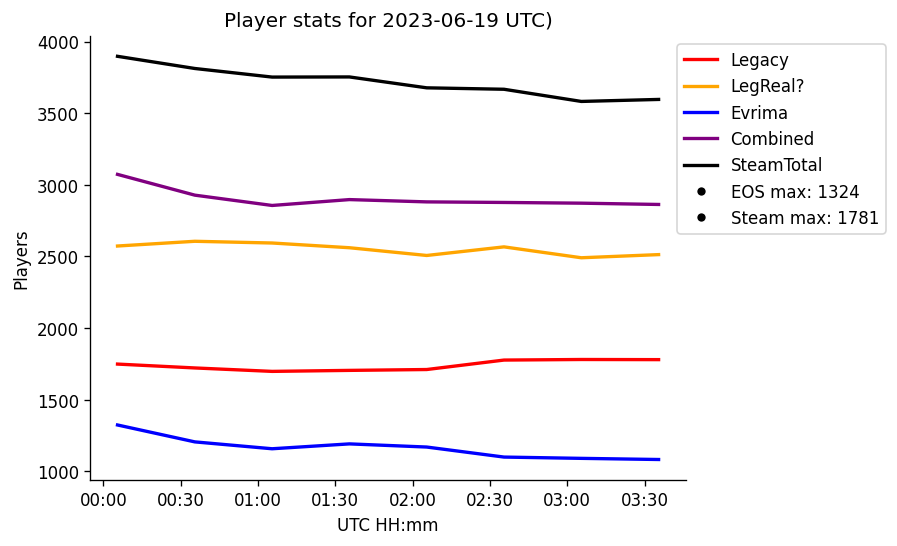 Player stats for 2023-06-19 UTC)
4000
3500
3000
2500
2000
1500
1000
Players
00:00 00:30 01:00 01:30 02:00 02:30 03:00 03:30
UTC HH:mm
Legacy
LegReal?
Evrima
Combined
SteamTotal
EOS max: 1324
Steam max: 1781